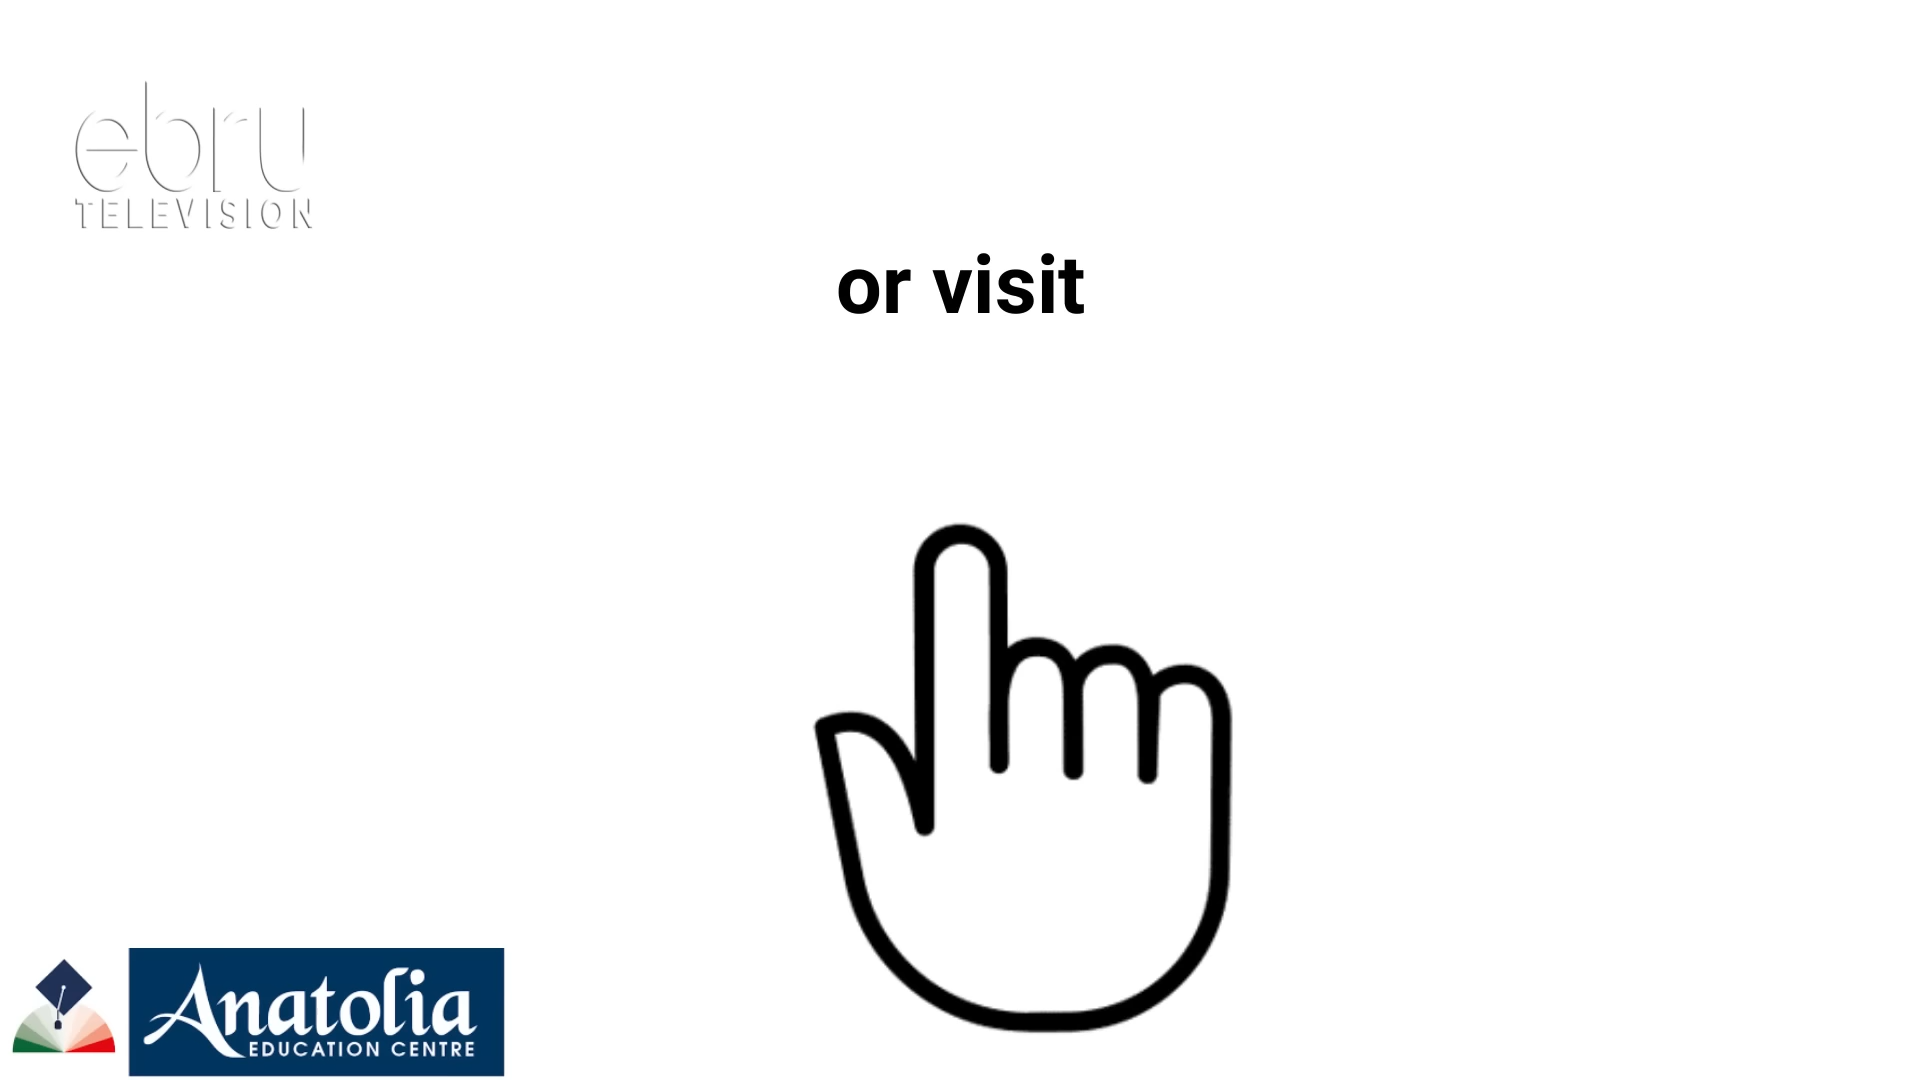 ebru
TELEVISION
or visit
Anatolia
EDUCATION CENTRE